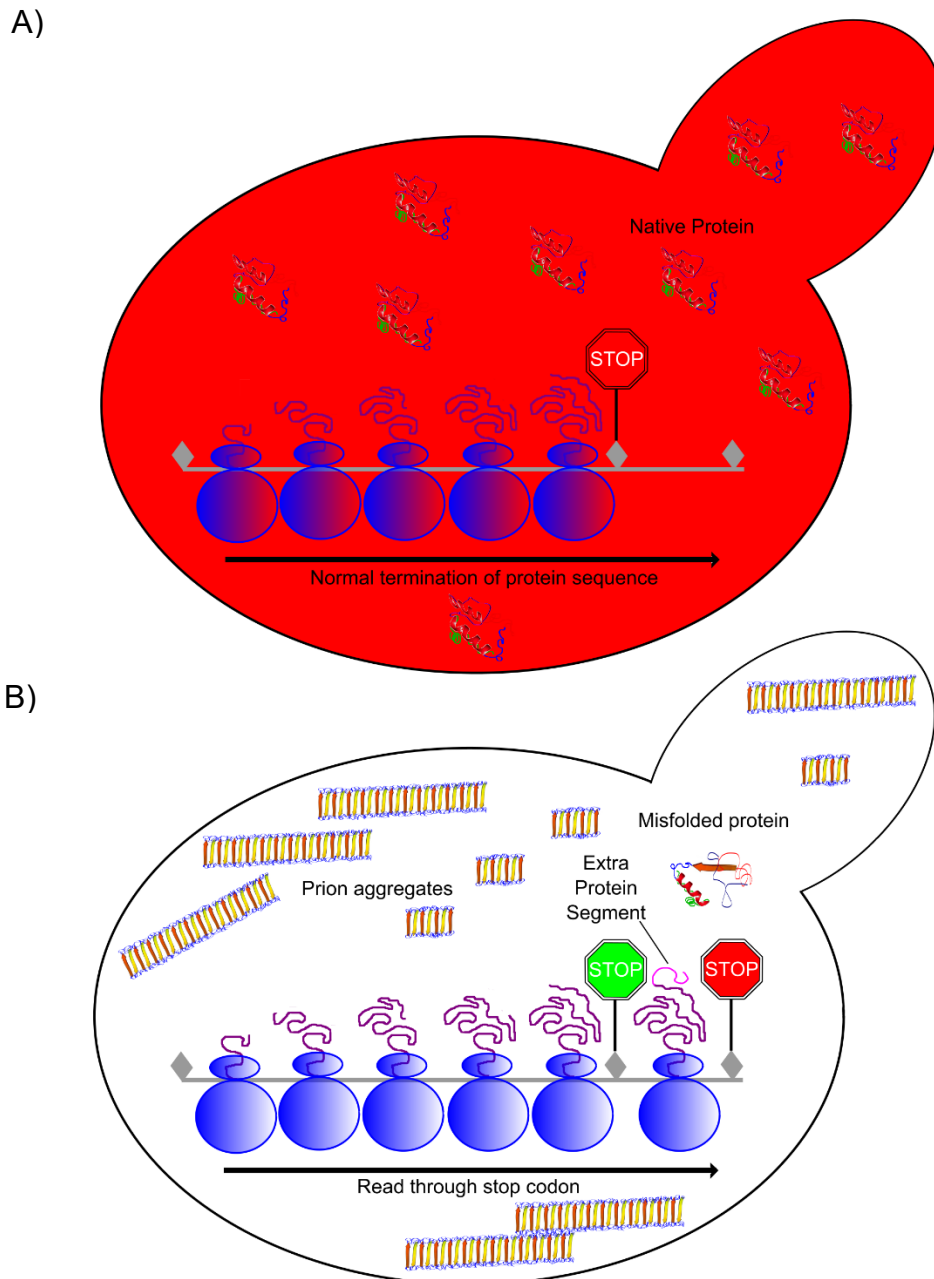 A)
Native Protein
STOP
Normal termination of protein sequence
B)
Misfolded protein
Extra
Protein
Segment
Prion aggregates
STOP
STOP
Read through stop codon